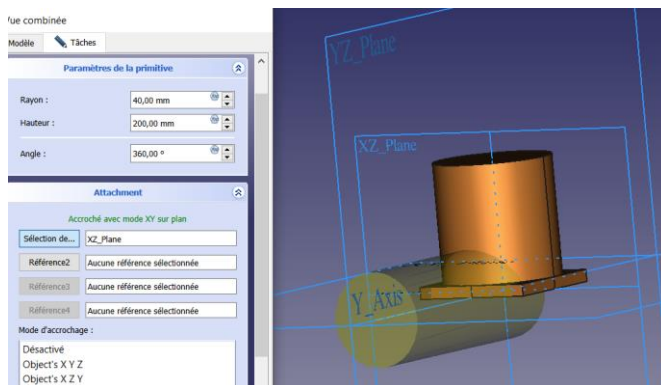 Vue combinée
Modèle
Tâches
Paramètres de la primitive
Rayon : 40,00 mm
Hauteur : 200,00 mm
Angle : 360,00 °
Attachment
Accroché avec mode XY sur plan
Sélection de... XZ_Plane
Référence2 Aucune référence sélectionnée
Référence3 Aucune référence sélectionnée
Référence4 Aucune référence sélectionnée
Mode d'accrochage :
Désactivé
Object's X Y Z
Object's X Z Y
YZ_Plane
XZ_Plane
Y_Axis